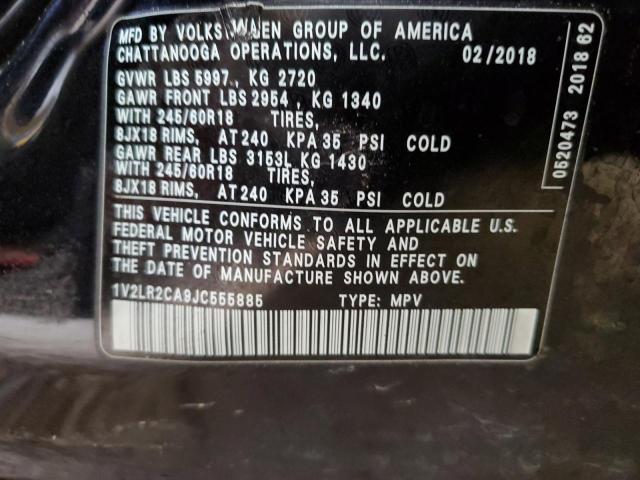 MFD BY VOLKSWAGEN GROUP OF AMERICA
CHATTANOOGA OPERATIONS, LLC. 02/2018
GVWR LBS 5997, KG 2720
GAWR FRONT LBS 2954, KG 1340
WITH 245/60R18 TIRES,
8JX18 RIMS, AT 240 KPA 35 PSI COLD
GAWR REAR LBS 3153L KG 1430
WITH 245/60R18 TIRES,
8JX18 RIMS, AT 240 KPA 35 PSI COLD
THIS VEHICLE CONFORMS TO ALL APPLICABLE U.S.
FEDERAL MOTOR VEHICLE SAFETY AND
THEFT PREVENTION STANDARDS IN EFFECT ON
THE DATE OF MANUFACTURE SHOWN ABOVE.
1V2LR2CA9JC555885 TYPE: MPV
0520473 2018 62